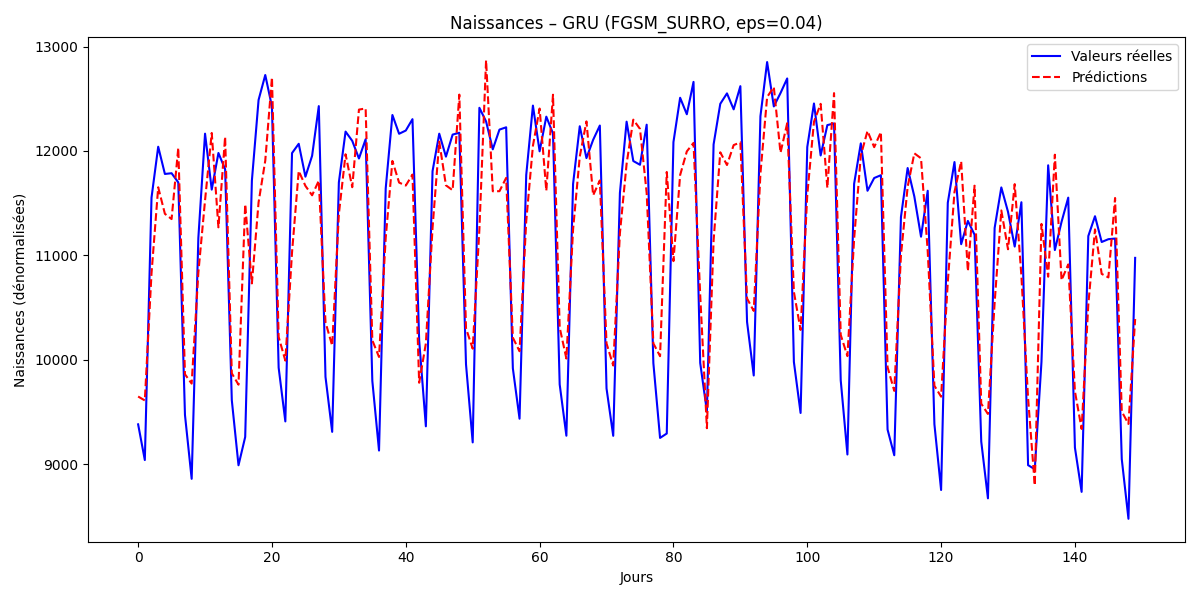 Naissances – GRU (FGSM_SURRO, eps=0.04)
Valeurs réelles
Prédictions
Naissances (dénormalisées)
13000
12000
11000
10000
9000
0 20 40 60 80 100 120 140
Jours